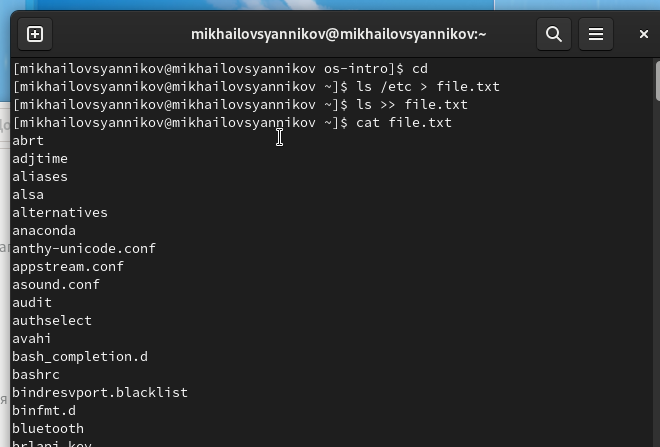 mikhailovsyannikov@mikhailovsyannikov:~
[mikhailovsyannikov@mikhailovsyannikov os-intro]$ cd
[mikhailovsyannikov@mikhailovsyannikov ~]$ ls /etc > file.txt
[mikhailovsyannikov@mikhailovsyannikov ~]$ ls >> file.txt
[mikhailovsyannikov@mikhailovsyannikov ~]$ cat file.txt
abrt
adjtime
aliases
alsa
alternatives
anaconda
anthy-unicode.conf
appstream.conf
asound.conf
audit
authselect
avahi
bash_completion.d
bashrc
bindresvport.blacklist
binfmt.d
bluetooth
brlapi.key